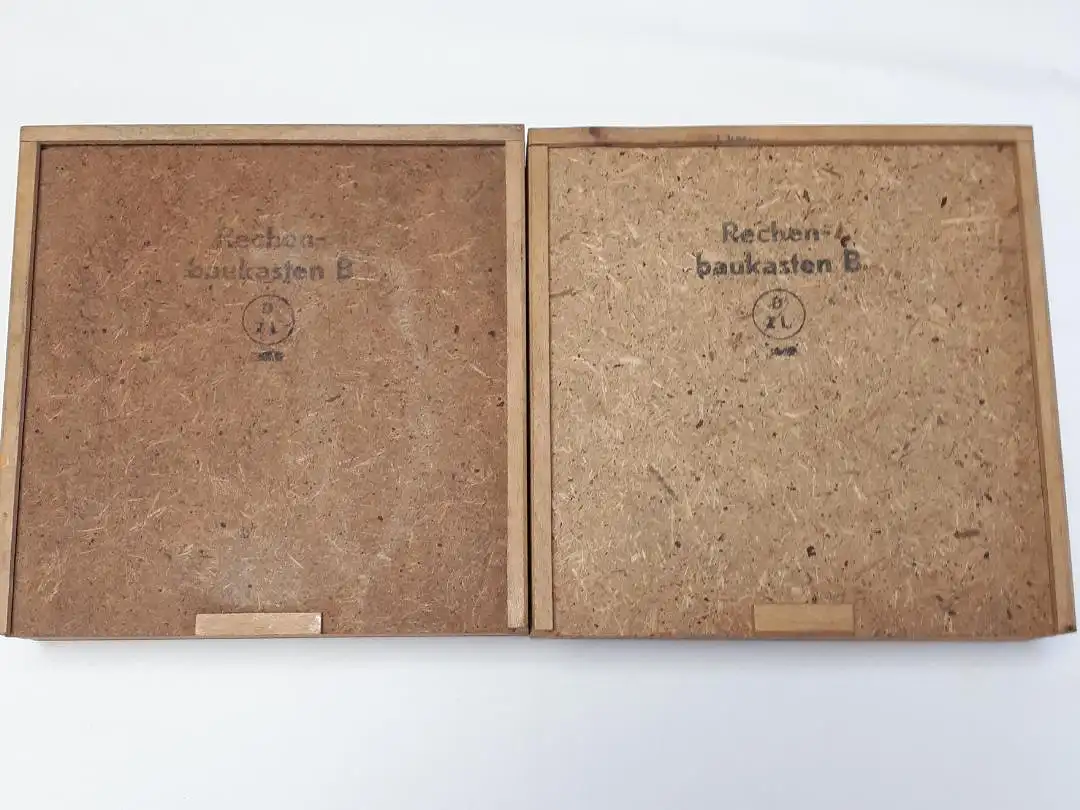 Rechen-
baukasten B
D
Z L
Rechen-
baukasten B
D
Z L